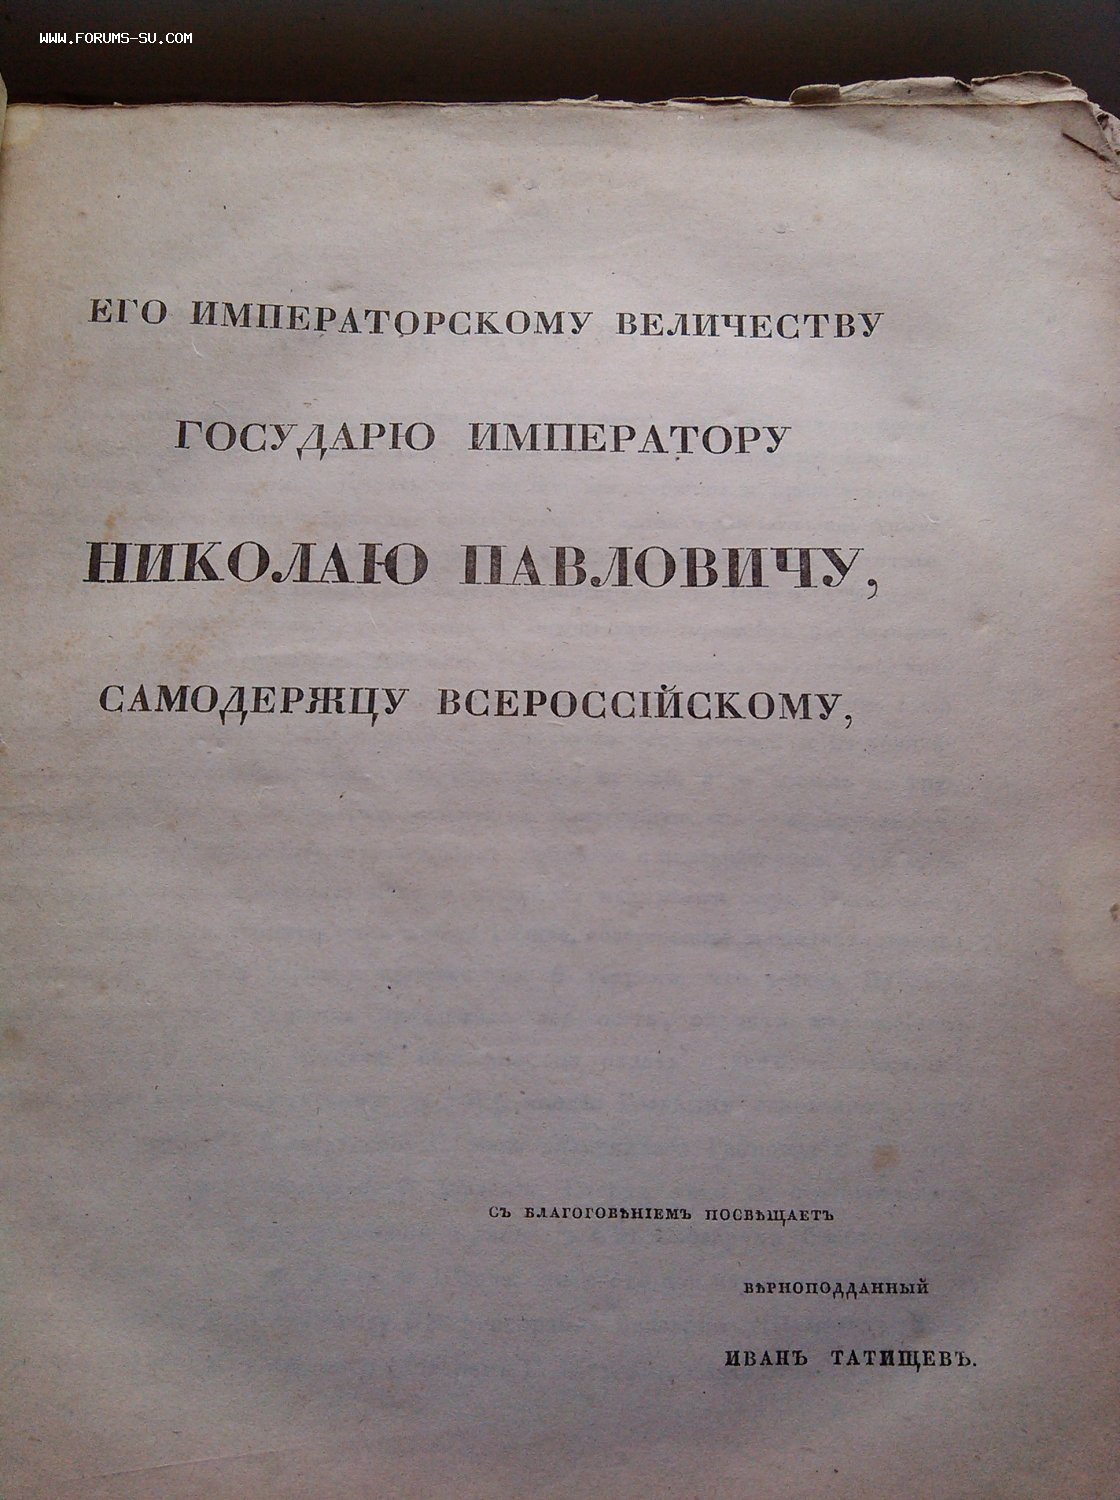 WWW.FORUMS-SU.COM
ЕГО ИМПЕРАТОРСКОМУ ВЕЛИЧЕСТВУ
ГОСУДАРЮ ИМПЕРАТОРУ
НИКОЛАЮ ПАВЛОВИЧУ,
САМОДЕРЖЦУ ВСЕРОССІЙСКОМУ,
СЪ БЛАГОГОВѢНІЕМЪ ПОСВѢЩАЕТЪ
ВѢРНОПОДДАННЫЙ
ИВАНЪ ТАТИЩЕВЪ.